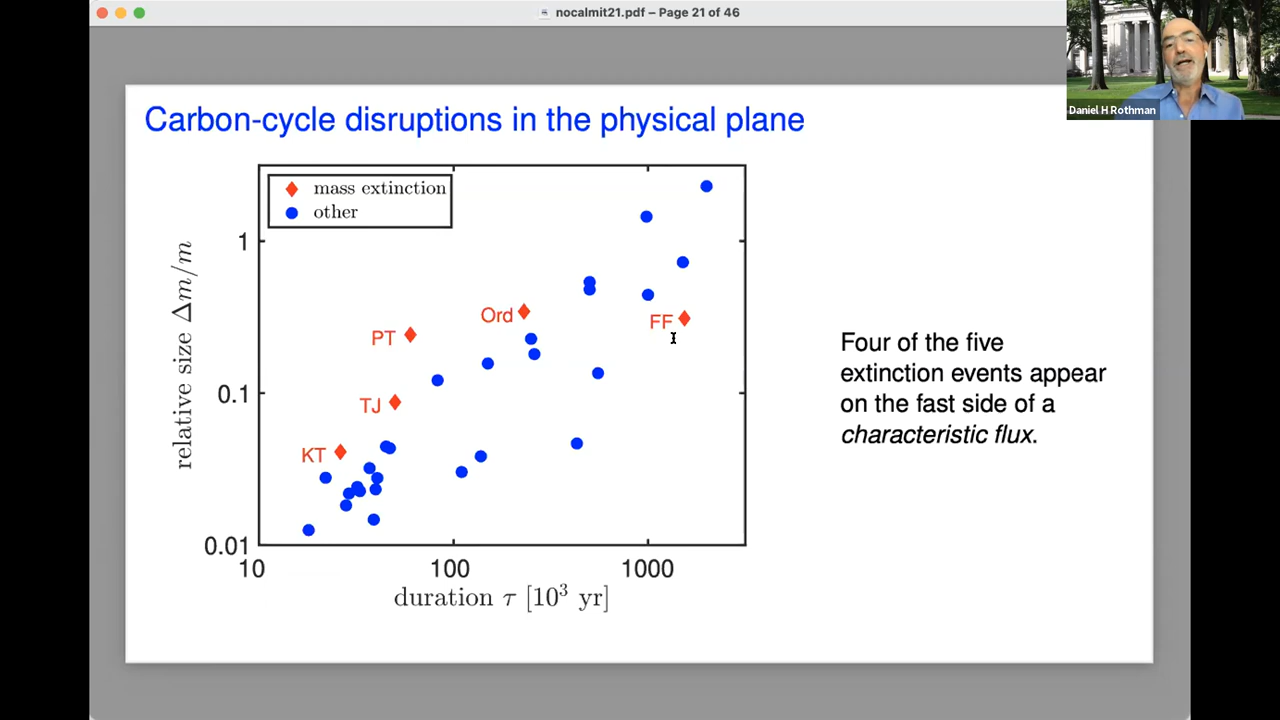 nocalmit21.pdf – Page 21 of 46
Daniel H Rothman
Carbon-cycle disruptions in the physical plane
mass extinction
other
relative size Δm/m
1
0.1
0.01
10
100
1000
duration τ [10³ yr]
Ord
FF
PT
TJ
KT
Four of the five
extinction events appear
on the fast side of a
characteristic flux.